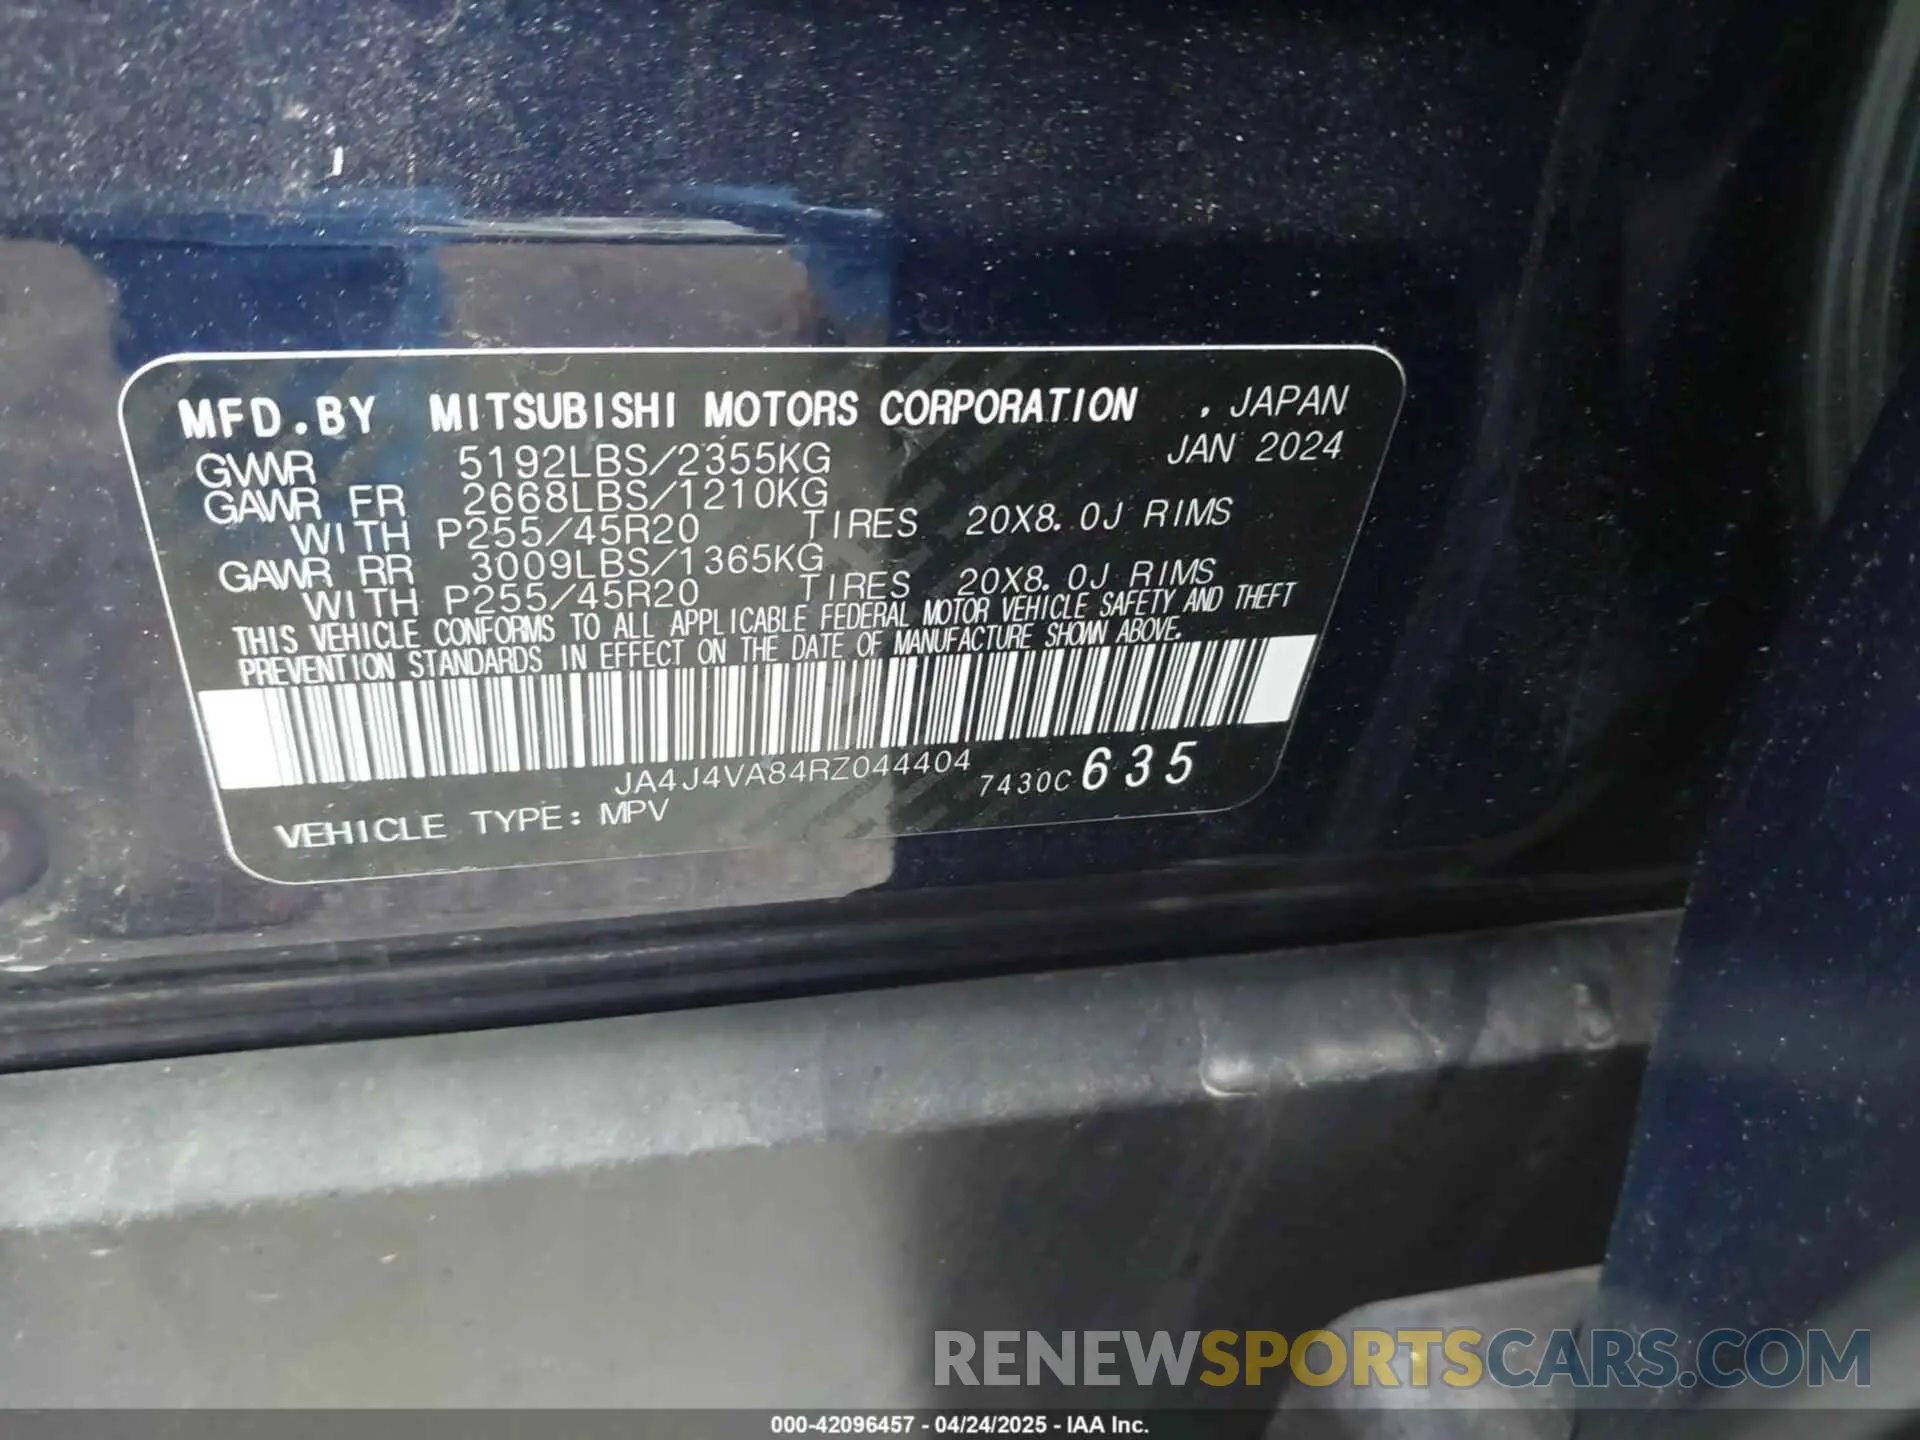 MFD.BY MITSUBISHI MOTORS CORPORATION , JAPAN
GVWR 5192LBS/2355KG JAN 2024
GAWR FR 2668LBS/1210KG
WITH P255/45R20 TIRES 20X8.0J RIMS
GAWR RR 3009LBS/1365KG
WITH P255/45R20 TIRES 20X8.0J RIMS
THIS VEHICLE CONFORMS TO ALL APPLICABLE FEDERAL MOTOR VEHICLE SAFETY AND THEFT
PREVENTION STANDARDS IN EFFECT ON THE DATE OF MANUFACTURE SHOWN ABOVE.
JA4J4VA84RZ044404 7430C 635
VEHICLE TYPE: MPV
RENEWSPORTSCARS.COM
000-42096457 - 04/24/2025 - IAA Inc.